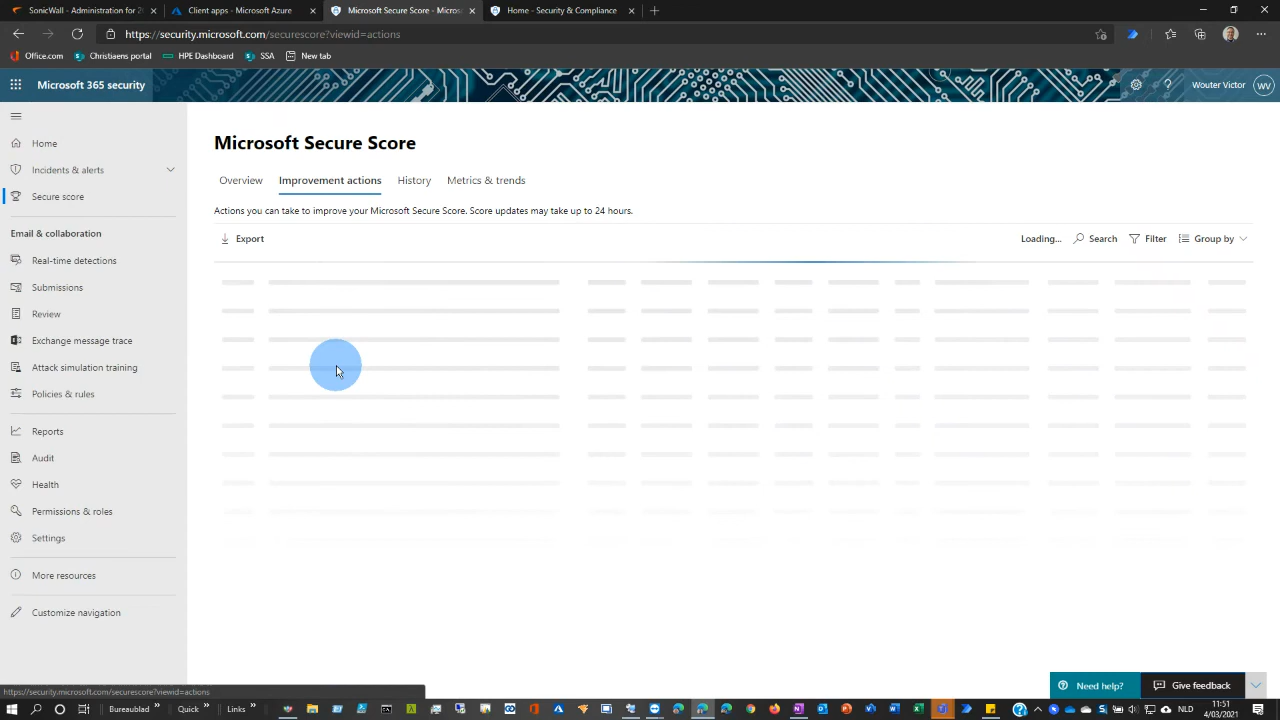 SonicWall - Administration for 2
Client apps - Microsoft Azure
Microsoft Secure Score - Micros
Home - Security & Compliance
https://security.microsoft.com/securescore?viewid=actions
Office.com
Christiaens portal
HPE Dashboard
SSA
New tab
Microsoft 365 security
Wouter Victor
WV
Home
Incidents & alerts
Secure score
Email & collaboration
Real-time detections
Submissions
Review
Exchange message trace
Attack simulation training
Policies & rules
Reports
Audit
Health
Permissions & roles
Settings
More resources
Customize navigation
Microsoft Secure Score
Overview
Improvement actions
History
Metrics & trends
Actions you can take to improve your Microsoft Secure Score. Score updates may take up to 24 hours.
Export
Loading...
Search
Filter
Group by
Need help?
Give feedback
https://security.microsoft.com/securescore?viewid=actions
Bureaublad
Quick
Links
NLD
11:51
4/03/2021